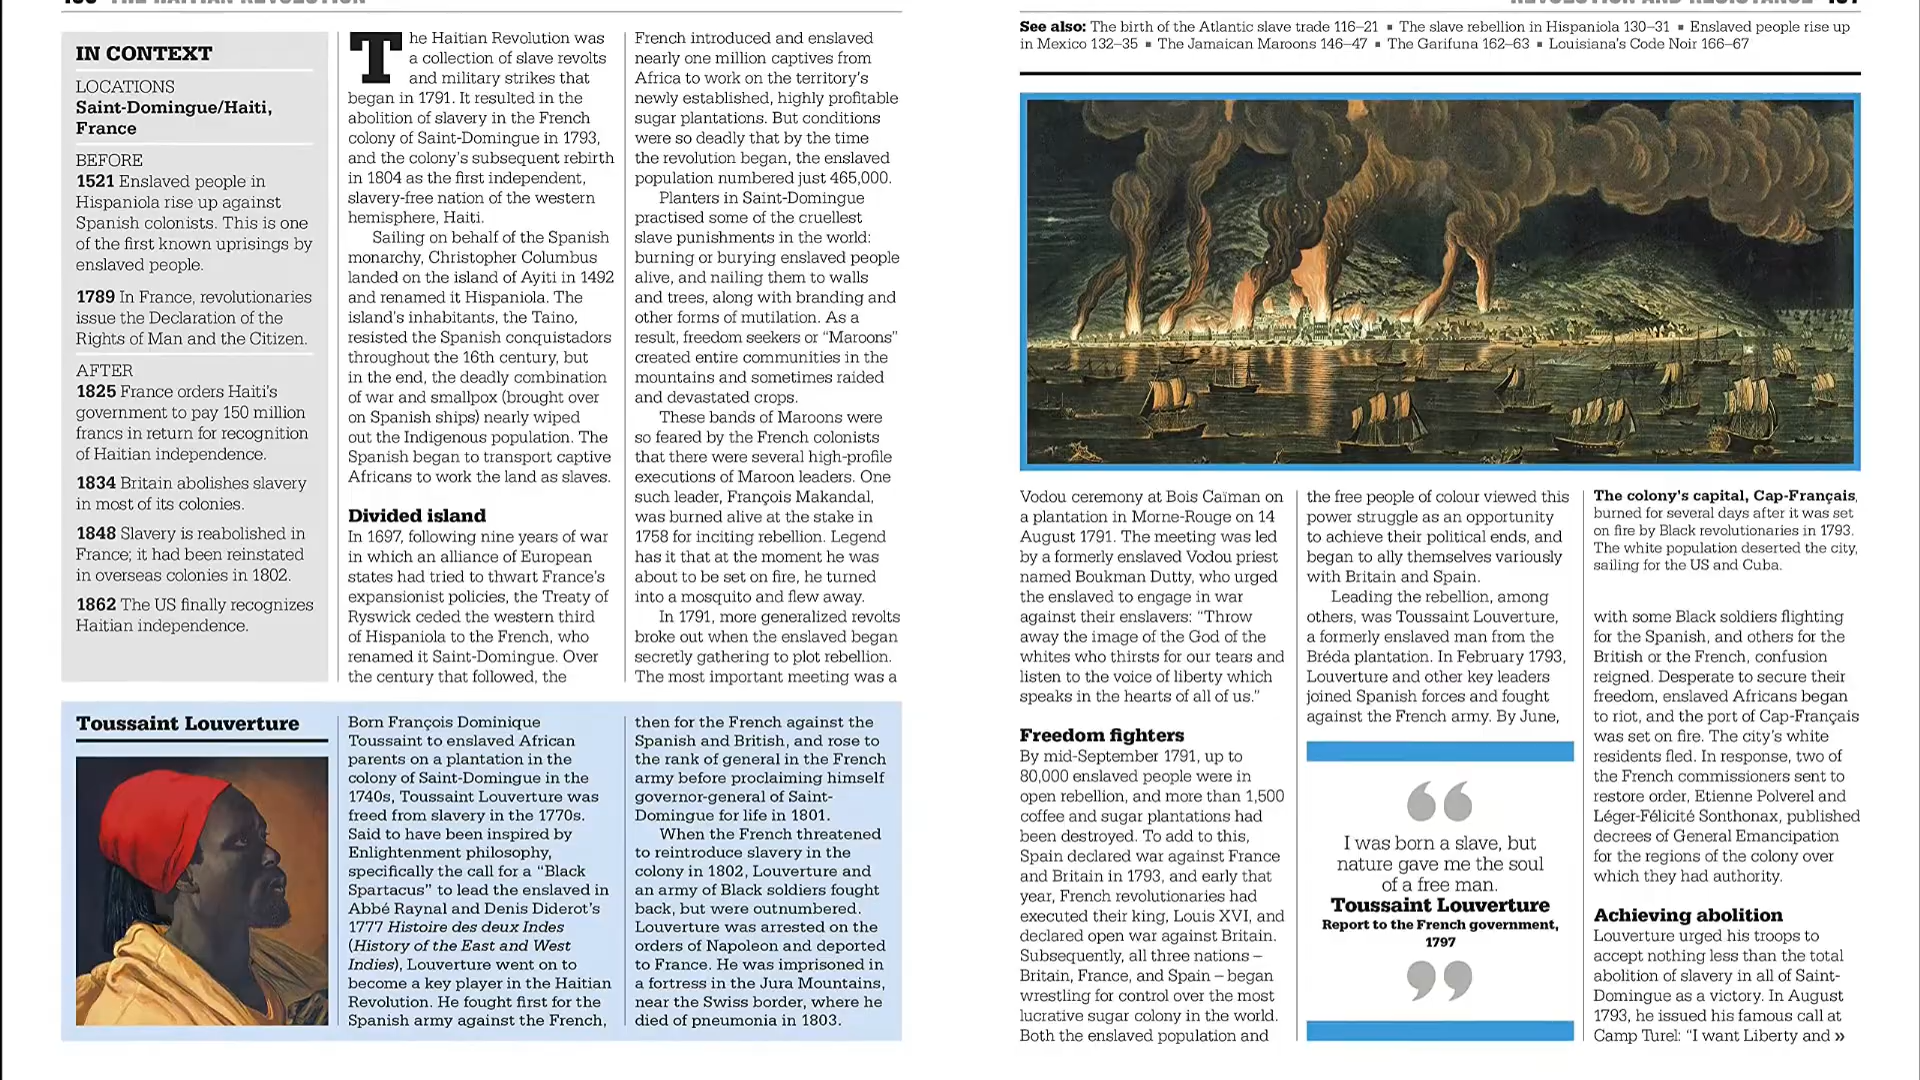 IN CONTEXT
LOCATIONS
Saint-Domingue/Haiti,
France
BEFORE
1521 Enslaved people in
Hispaniola rise up against
Spanish colonists. This is one
of the first known uprisings by
enslaved people.
1789 In France, revolutionaries
issue the Declaration of the
Rights of Man and the Citizen.
AFTER
1825 France orders Haiti's
government to pay 150 million
francs in return for recognition
of Haitian independence.
1834 Britain abolishes slavery
in most of its colonies.
1848 Slavery is reabolished in
France; it had been reinstated
in overseas colonies in 1802.
1862 The US finally recognizes
Haitian independence.
The Haitian Revolution was
a collection of slave revolts
and military strikes that
began in 1791. It resulted in the
abolition of slavery in the French
colony of Saint-Domingue in 1793,
and the colony's subsequent rebirth
in 1804 as the first independent,
slavery-free nation of the western
hemisphere, Haiti.
Sailing on behalf of the Spanish
monarchy, Christopher Columbus
landed on the island of Ayiti in 1492
and renamed it Hispaniola. The
island's inhabitants, the Taino,
resisted the Spanish conquistadors
throughout the 16th century, but
in the end, the deadly combination
of war and smallpox (brought over
on Spanish ships) nearly wiped
out the Indigenous population. The
Spanish began to transport captive
Africans to work the land as slaves.
Divided island
In 1697, following nine years of war
in which an alliance of European
states had tried to thwart France's
expansionist policies, the Treaty of
Ryswick ceded the western third
of Hispaniola to the French, who
renamed it Saint-Domingue. Over
the century that followed, the
French introduced and enslaved
nearly one million captives from
Africa to work on the territory's
newly established, highly profitable
sugar plantations. But conditions
were so deadly that by the time
the revolution began, the enslaved
population numbered just 465,000.
Planters in Saint-Domingue
practised some of the cruellest
slave punishments in the world:
burning or burying enslaved people
alive, and nailing them to walls
and trees, along with branding and
other forms of mutilation. As a
result, freedom seekers or “Maroons”
created entire communities in the
mountains and sometimes raided
and devastated crops.
These bands of Maroons were
so feared by the French colonists
that there were several high-profile
executions of Maroon leaders. One
such leader, François Makandal,
was burned alive at the stake in
1758 for inciting rebellion. Legend
has it that at the moment he was
about to be set on fire, he turned
into a mosquito and flew away.
In 1791, more generalized revolts
broke out when the enslaved began
secretly gathering to plot rebellion.
The most important meeting was a
Toussaint Louverture
Born François Dominique
Toussaint to enslaved African
parents on a plantation in the
colony of Saint-Domingue in the
1740s, Toussaint Louverture was
freed from slavery in the 1770s.
Said to have been inspired by
Enlightenment philosophy,
specifically the call for a “Black
Spartacus” to lead the enslaved in
Abbé Raynal and Denis Diderot's
1777 Histoire des deux Indes
(History of the East and West
Indies), Louverture went on to
become a key player in the Haitian
Revolution. He fought first for the
Spanish army against the French,
then for the French against the
Spanish and British, and rose to
the rank of general in the French
army before proclaiming himself
governor-general of Saint-
Domingue for life in 1801.
When the French threatened
to reintroduce slavery in the
colony in 1802, Louverture and
an army of Black soldiers fought
back, but were outnumbered.
Louverture was arrested on the
orders of Napoleon and deported
to France. He was imprisoned in
a fortress in the Jura Mountains,
near the Swiss border, where he
died of pneumonia in 1803.
See also: The birth of the Atlantic slave trade 116–21 ▪ The slave rebellion in Hispaniola 130–31 ▪ Enslaved people rise up
in Mexico 132–35 ▪ The Jamaican Maroons 146–47 ▪ The Garifuna 162–63 ▪ Louisiana's Code Noir 166–67
Vodou ceremony at Bois Caïman on
a plantation in Morne-Rouge on 14
August 1791. The meeting was led
by a formerly enslaved Vodou priest
named Boukman Dutty, who urged
the enslaved to engage in war
against their enslavers: “Throw
away the image of the God of the
whites who thirsts for our tears and
listen to the voice of liberty which
speaks in the hearts of all of us.”
Freedom fighters
By mid-September 1791, up to
80,000 enslaved people were in
open rebellion, and more than 1,500
coffee and sugar plantations had
been destroyed. To add to this,
Spain declared war against France
and Britain in 1793, and early that
year, French revolutionaries had
executed their king, Louis XVI, and
declared open war against Britain.
Subsequently, all three nations –
Britain, France, and Spain – began
wrestling for control over the most
lucrative sugar colony in the world.
Both the enslaved population and
the free people of colour viewed this
power struggle as an opportunity
to achieve their political ends, and
began to ally themselves variously
with Britain and Spain.
Leading the rebellion, among
others, was Toussaint Louverture,
a formerly enslaved man from the
Bréda plantation. In February 1793,
Louverture and other key leaders
joined Spanish forces and fought
against the French army. By June,
“
I was born a slave, but
nature gave me the soul
of a free man.
Toussaint Louverture
Report to the French government,
1797
”
The colony's capital, Cap-Français,
burned for several days after it was set
on fire by Black revolutionaries in 1793.
The white population deserted the city,
sailing for the US and Cuba.
with some Black soldiers flighting
for the Spanish, and others for the
British or the French, confusion
reigned. Desperate to secure their
freedom, enslaved Africans began
to riot, and the port of Cap-Français
was set on fire. The city's white
residents fled. In response, two of
the French commissioners sent to
restore order, Etienne Polverel and
Léger-Félicité Sonthonax, published
decrees of General Emancipation
for the regions of the colony over
which they had authority.
Achieving abolition
Louverture urged his troops to
accept nothing less than the total
abolition of slavery in all of Saint-
Domingue as a victory. In August
1793, he issued his famous call at
Camp Turel: “I want Liberty and »